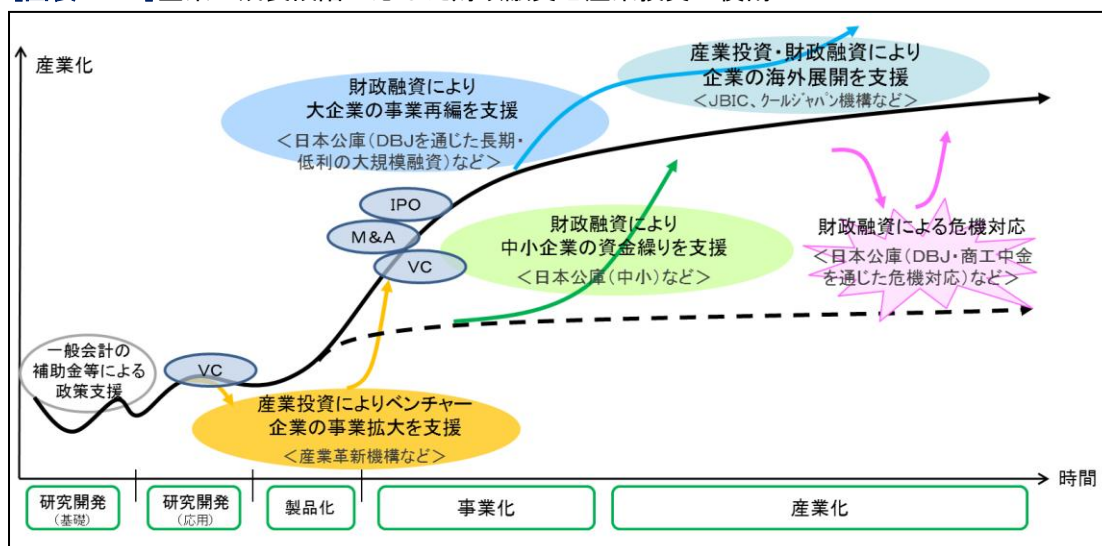 産業化
財政融資により
大企業の事業再編を支援
＜日本公庫（DBJを通じた長期・
低利の大規模融資）など＞
産業投資・財政融資により
企業の海外展開を支援
＜JBIC、クールジャパン機構など＞
IPO
M&A
VC
財政融資により
中小企業の資金繰りを支援
＜日本公庫（中小）など＞
財政融資による危機対応
＜日本公庫（DBJ・商工中金
を通じた危機対応）など＞
一般会計の
補助金等による
政策支援
VC
産業投資によりベンチャー
企業の事業拡大を支援
＜産業革新機構など＞
時間
研究開発
（基礎）
研究開発
（応用）
製品化
事業化
産業化